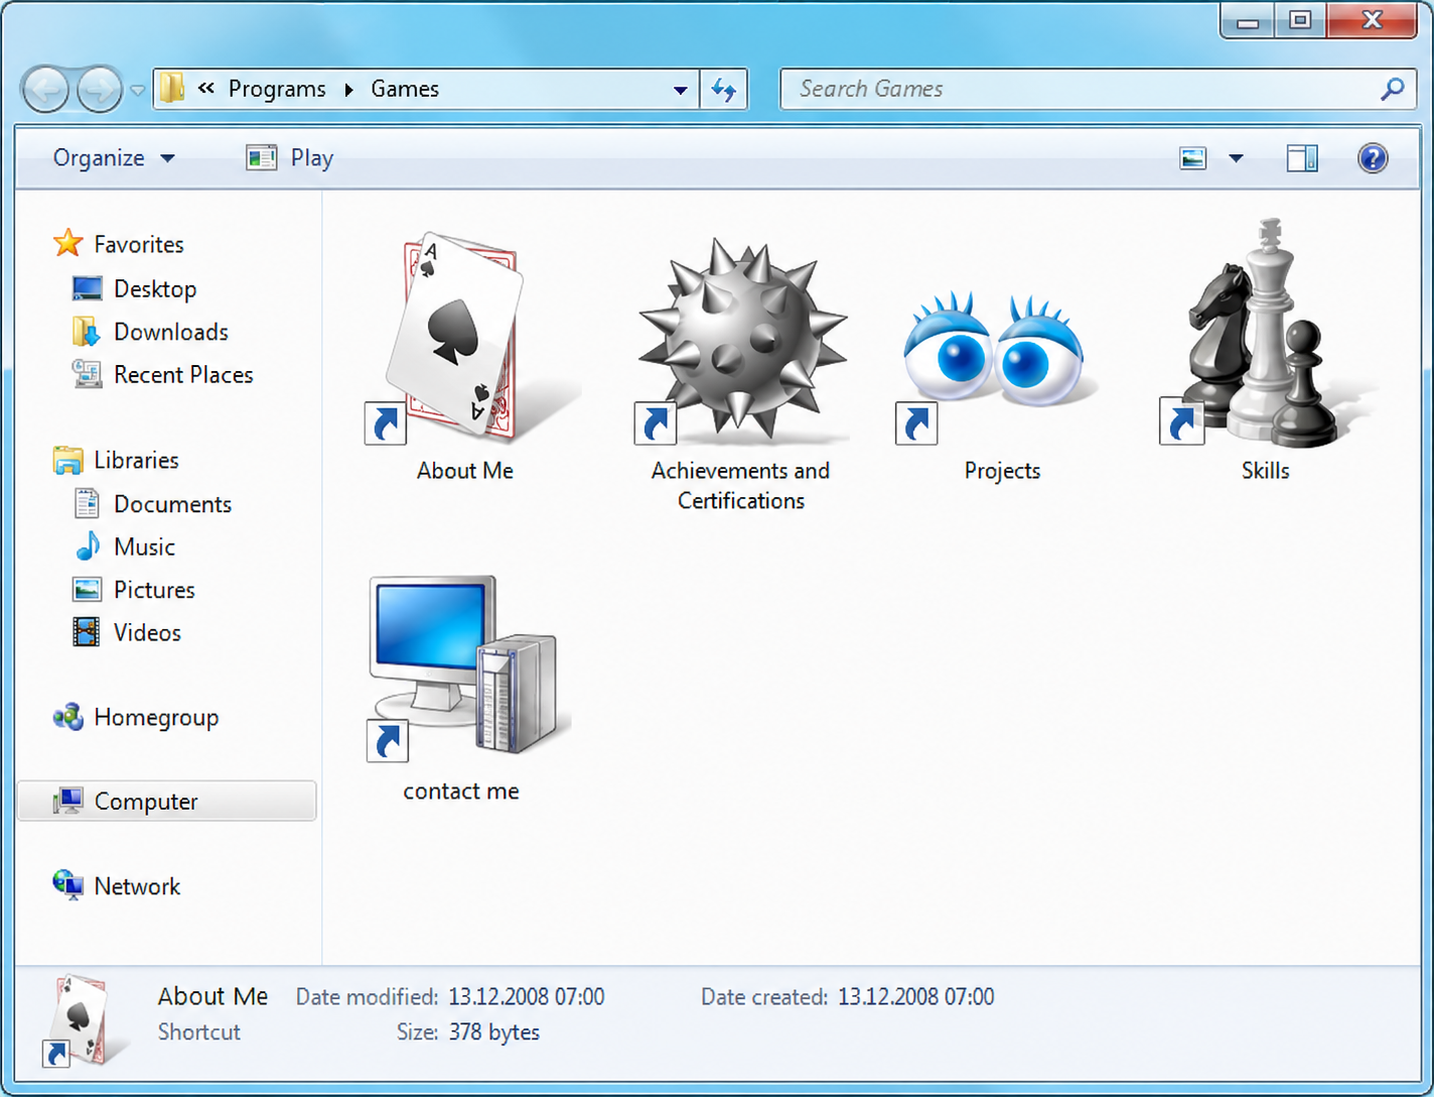 « Programs ▸ Games
Search Games
Organize
Play
Favorites
Desktop
Downloads
Recent Places
Libraries
Documents
Music
Pictures
Videos
Homegroup
Computer
Network
A
A
About Me
Achievements and
Certifications
Projects
Skills
contact me
About Me Date modified: 13.12.2008 07:00 Date created: 13.12.2008 07:00
Shortcut Size: 378 bytes